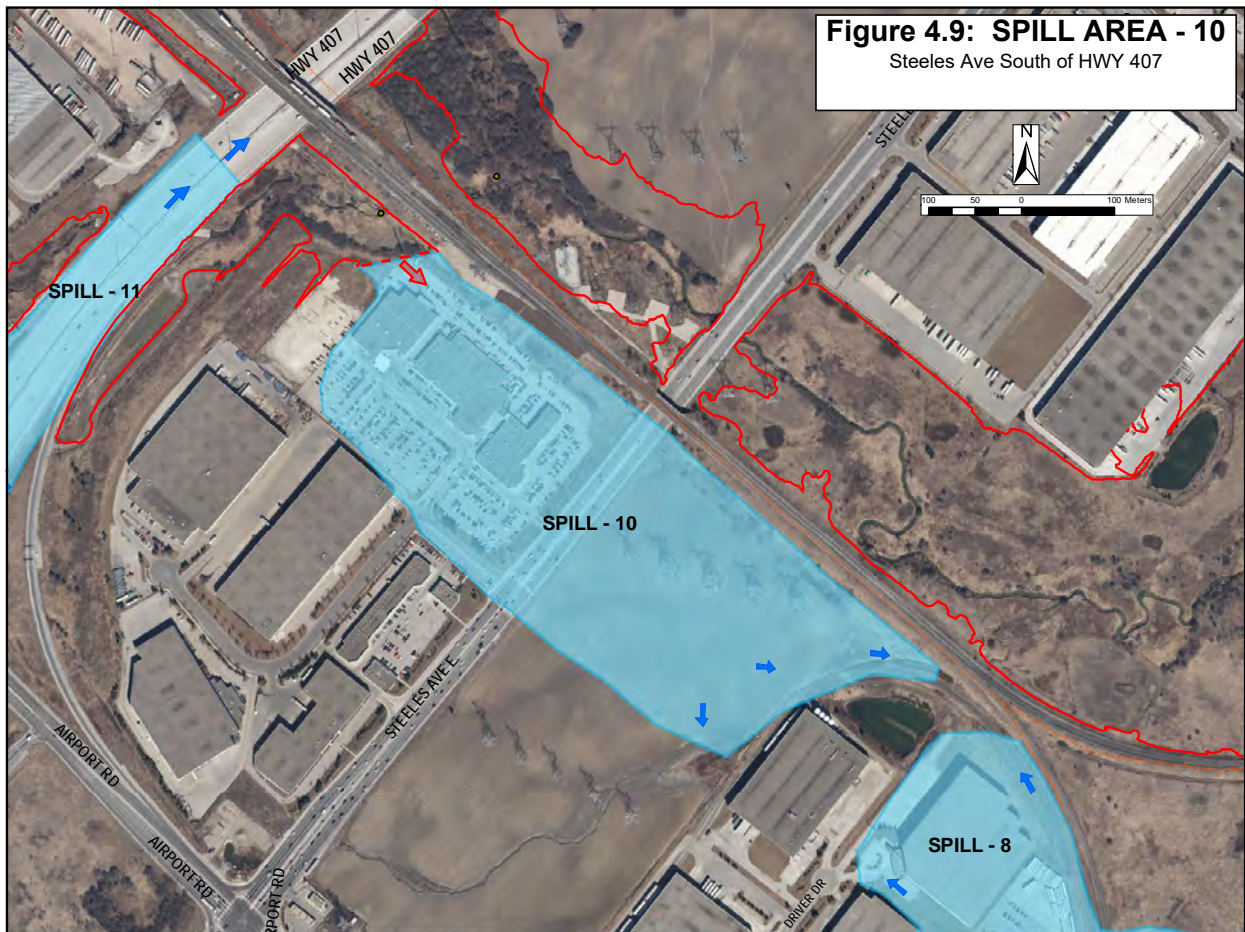 Figure 4.9: SPILL AREA - 10
Steeles Ave South of HWY 407
HWY 407
HWY 407
STEEL
N
100 50 0 100 Meters
SPILL - 11
SPILL - 10
STEELES AVE E.
SPILL - 8
AIRPORT RD
AIRPORT RD
RPORT RD
DRIVER DR